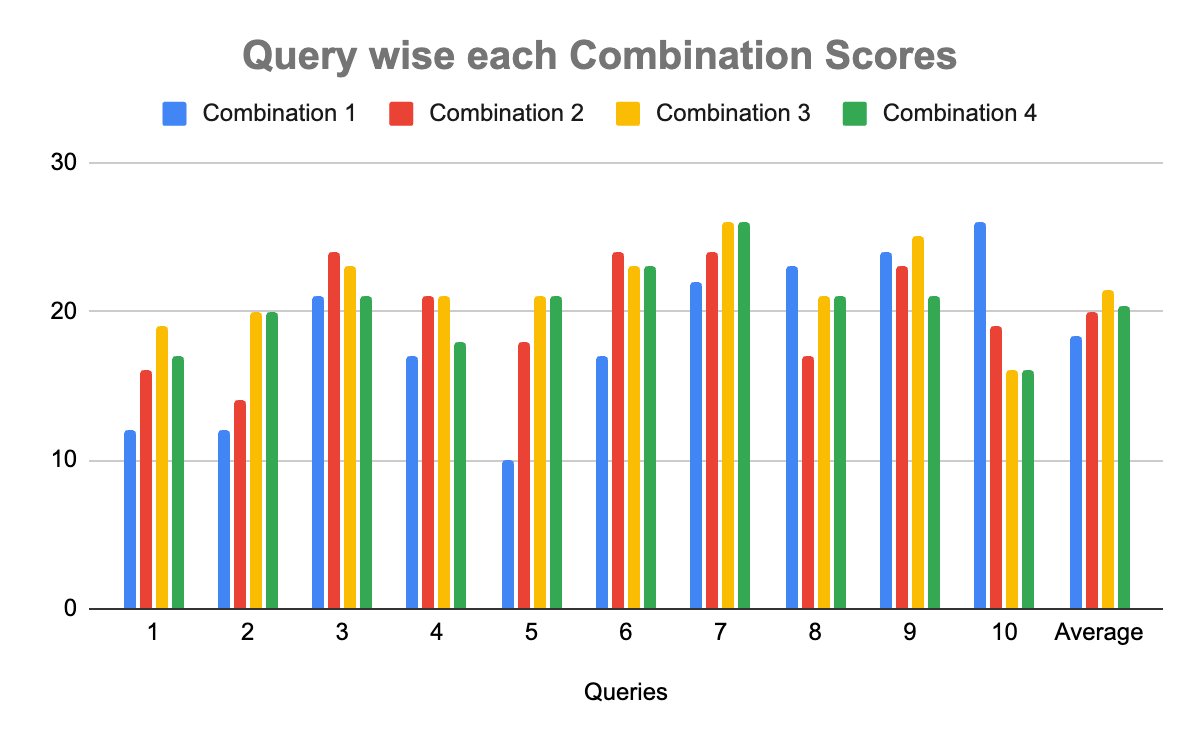 Query wise each Combination Scores
Combination 1 Combination 2 Combination 3 Combination 4
30
20
10
0
1 2 3 4 5 6 7 8 9 10 Average
Queries